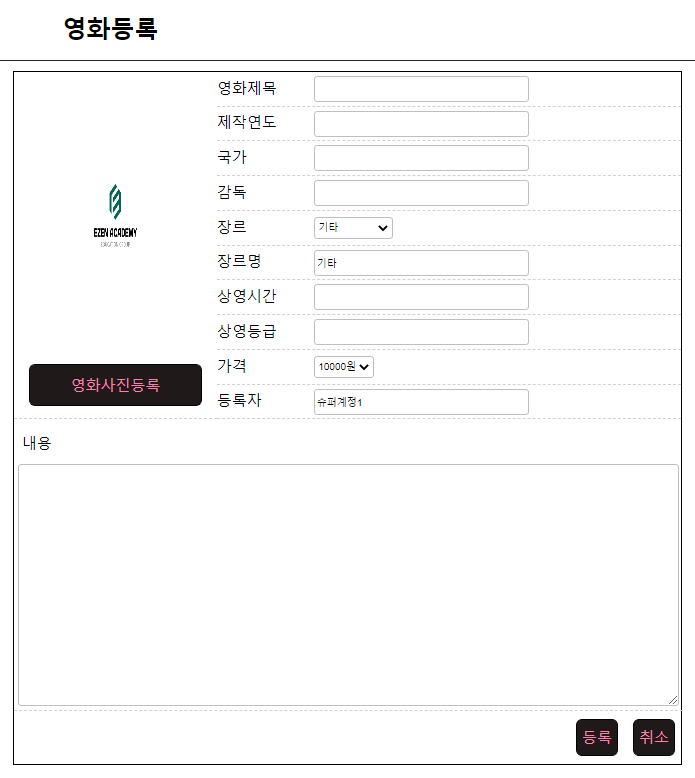 영화등록
영화제목
제작연도
국가
감독
장르 기타
장르명 기타
상영시간
상영등급
가격 10000원
등록자 슈퍼계정1
EZEN ACADEMY
EDUCATION GROUP
영화사진등록
내용
등록 취소